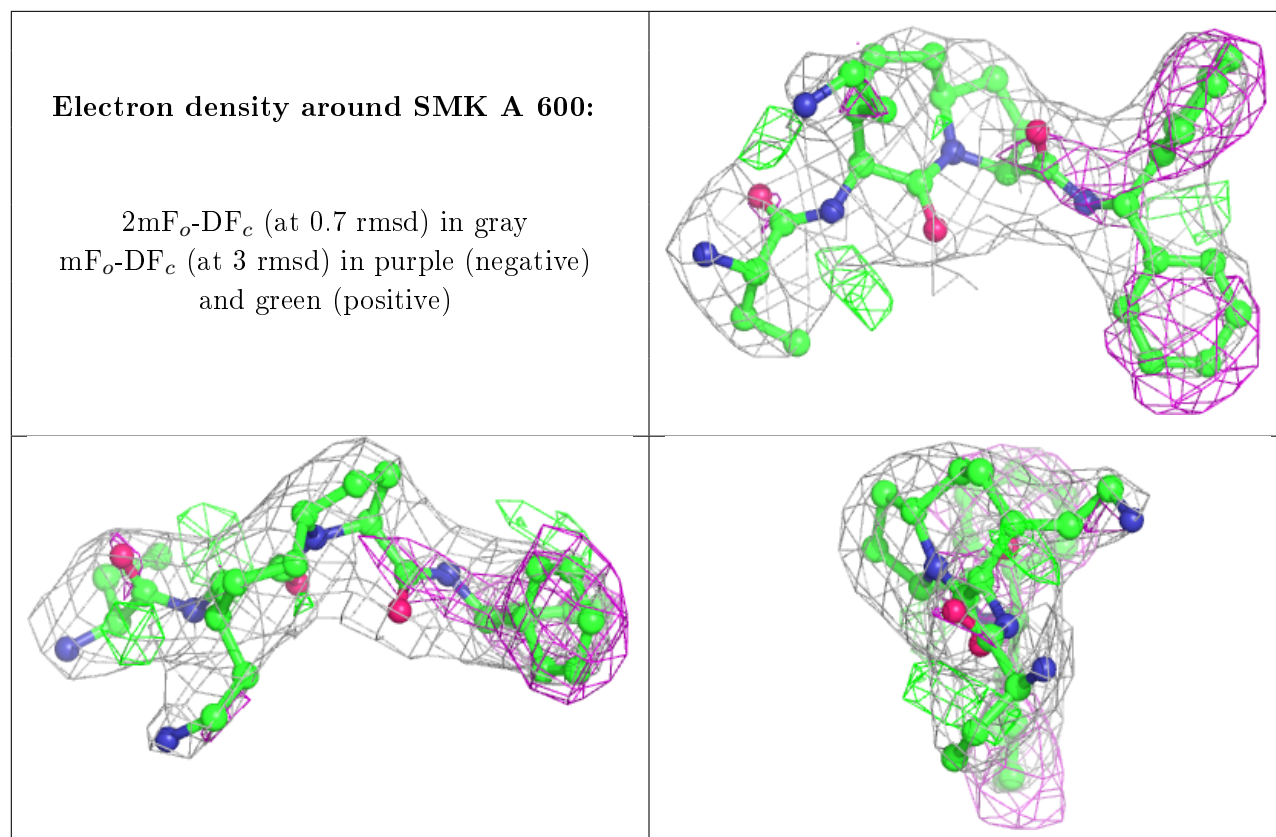 Electron density around SMK A 600:
2mFₒ-DF𝒸 (at 0.7 rmsd) in gray
mFₒ-DF𝒸 (at 3 rmsd) in purple (negative)
and green (positive)